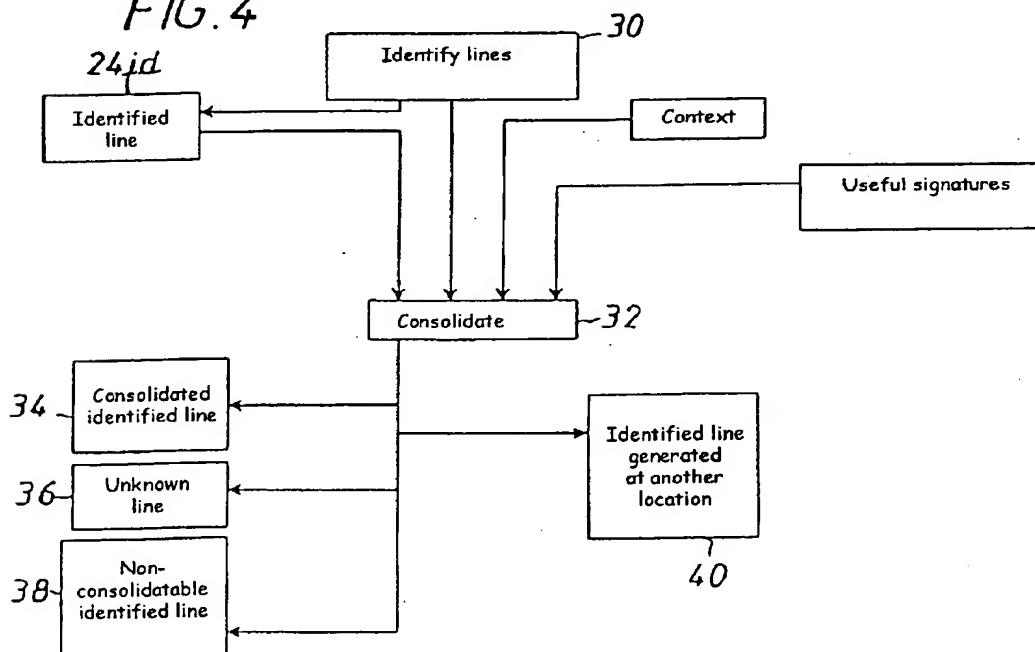 FIG. 4
30
Identify lines
24id
Identified
line
Context
Useful signatures
Consolidate
32
34
Consolidated
identified line
Identified line
generated
at another
location
36
Unknown
line
38
Non-
consolidatable
identified line
40